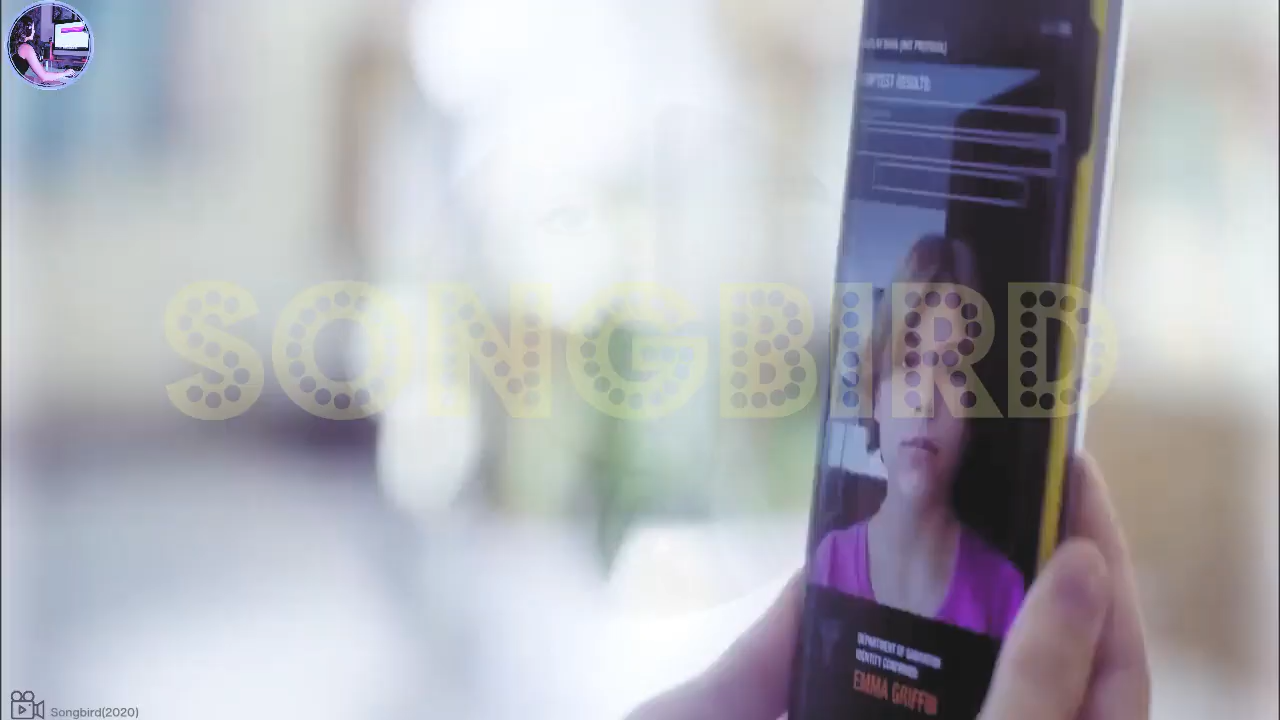 TEST RESULTS:
SONGBIRD
DEPARTMENT OF SANITATION
IDENTITY CONFIRMED
EMMA GRIFFIN
Songbird(2020)